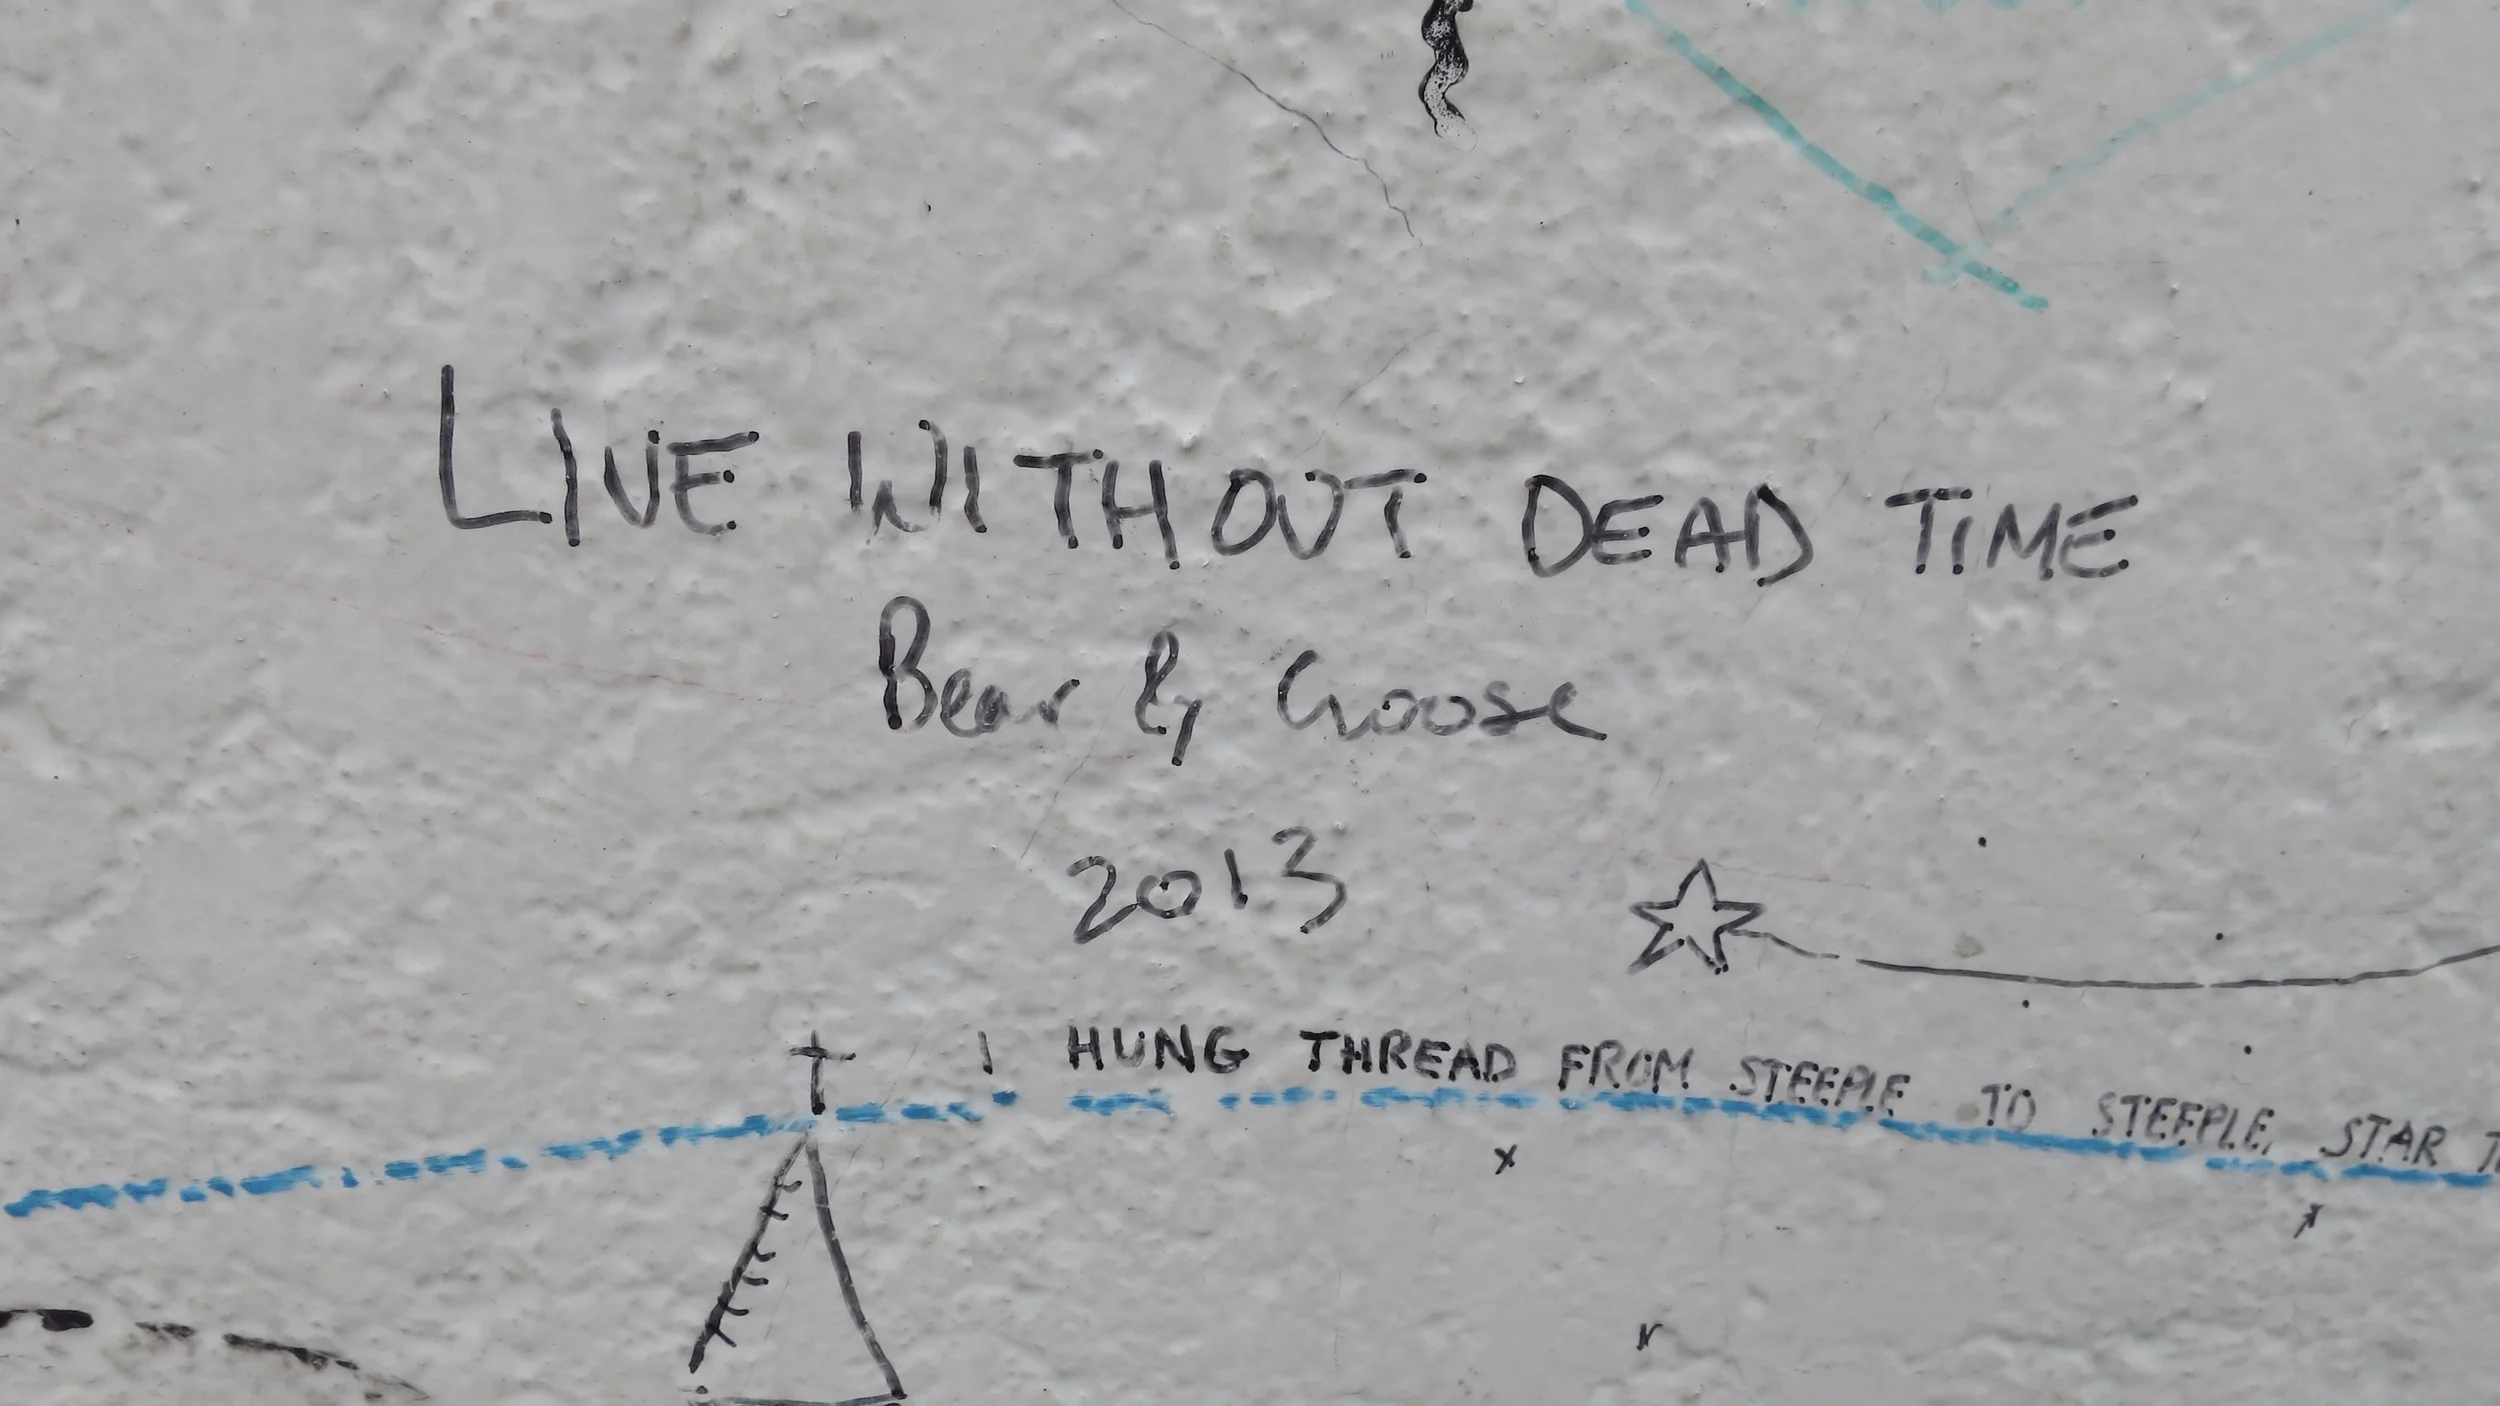 LIVE WITHOUT DEAD TIME
Bear & Goose
2013
I HUNG THREAD FROM STEEPLE TO STEEPLE, STAR